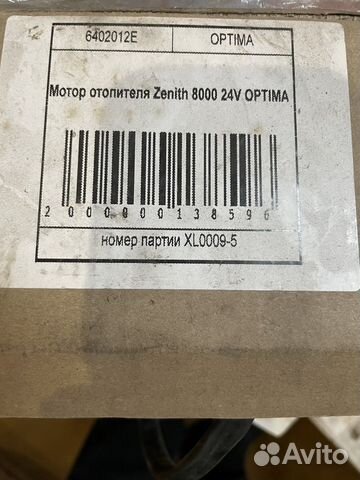 6402012E OPTIMA
Мотор отопителя Zenith 8000 24V OPTIMA
2000000138596
номер партии XL0009-5
Avito